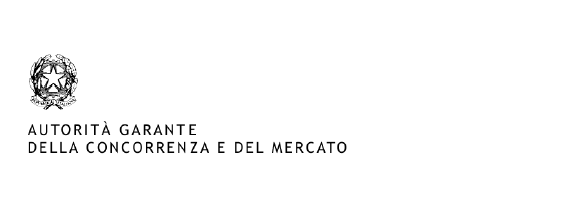 AUTORITÀ GARANTE
DELLA CONCORRENZA E DEL MERCATO